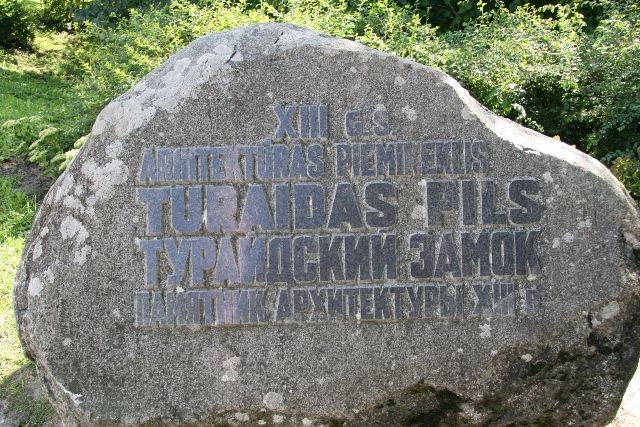 XIII G.S.
ARHITEKTŪRAS PIEMINEKLIS
TURAIDAS PILS
ТУРАЙДСКИЙ ЗАМОК
ПАМЯТНИК АРХИТЕКТУРЫ XIII В.